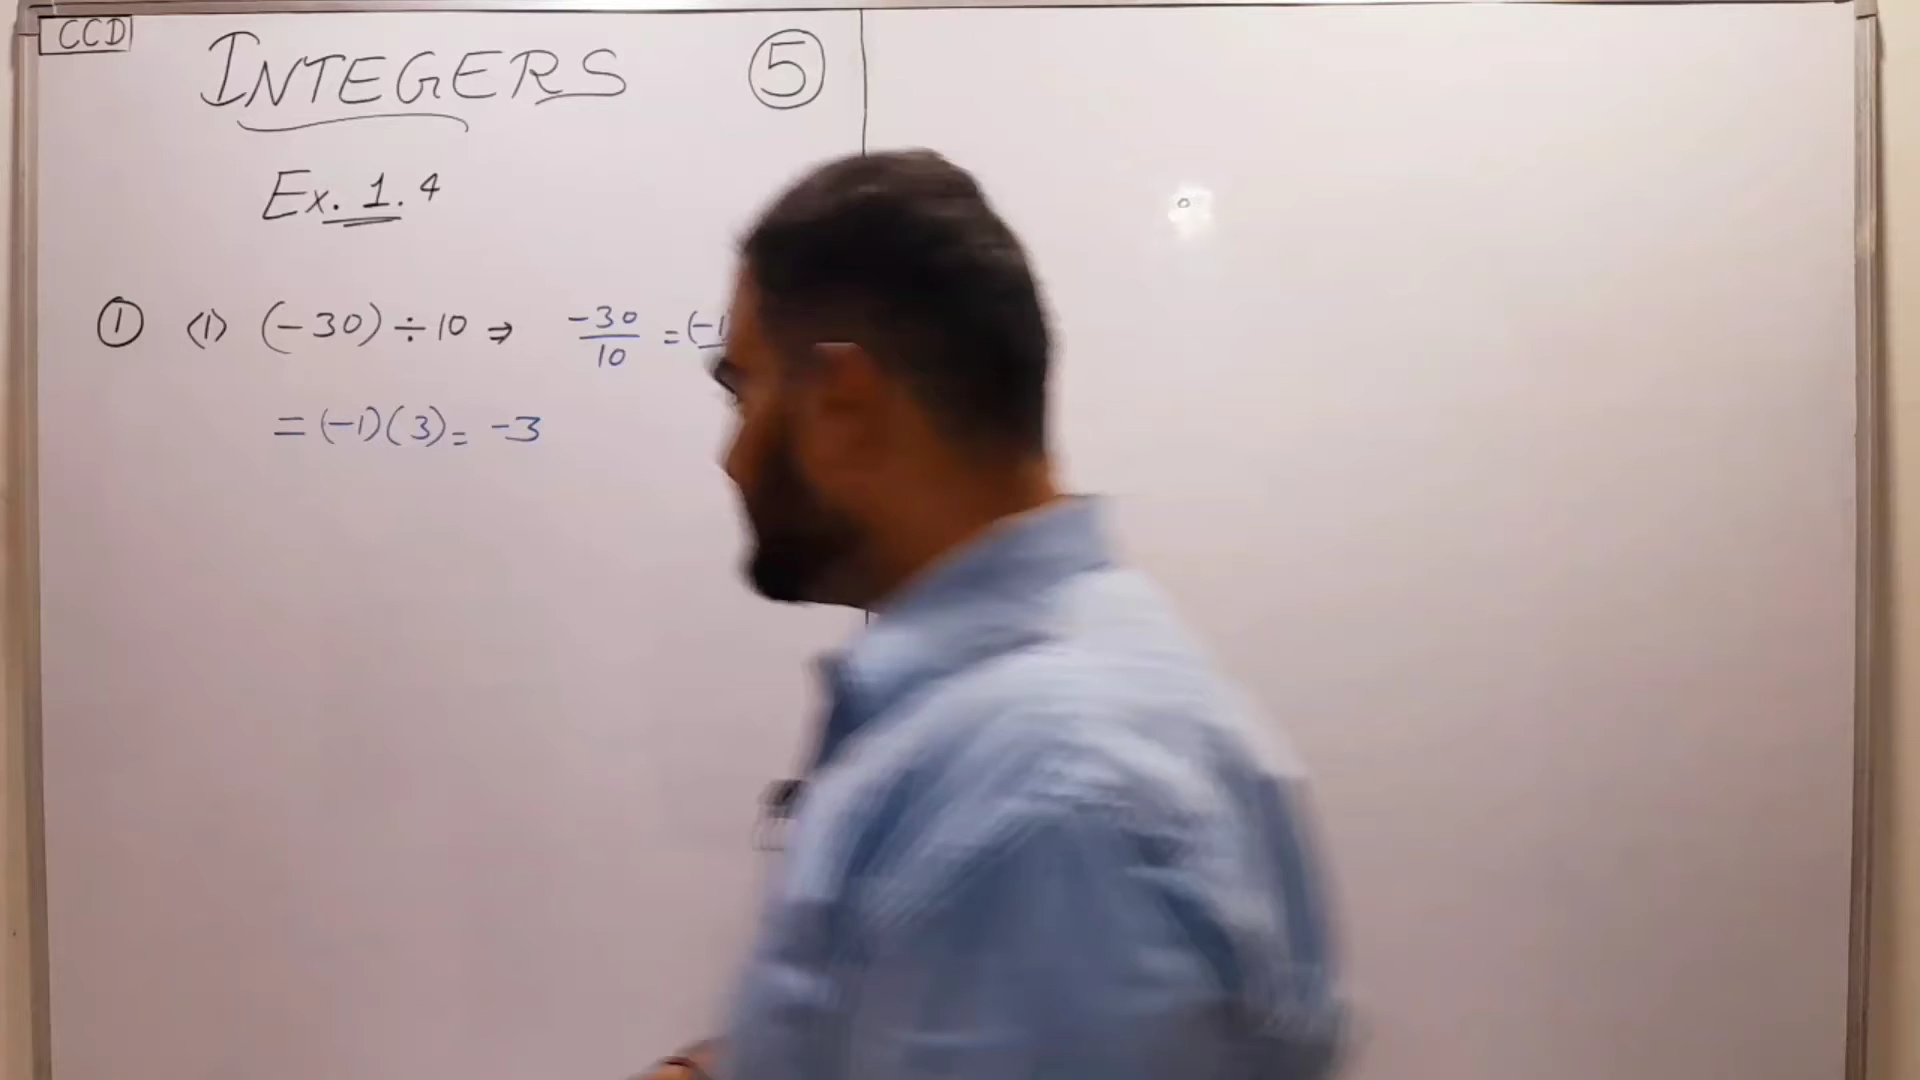 CCD
INTEGERS ⑤
Ex. 1.4
① (1) (-30) ÷ 10 ⇒ -30/10 = (-1
= (-1)(3) = -3